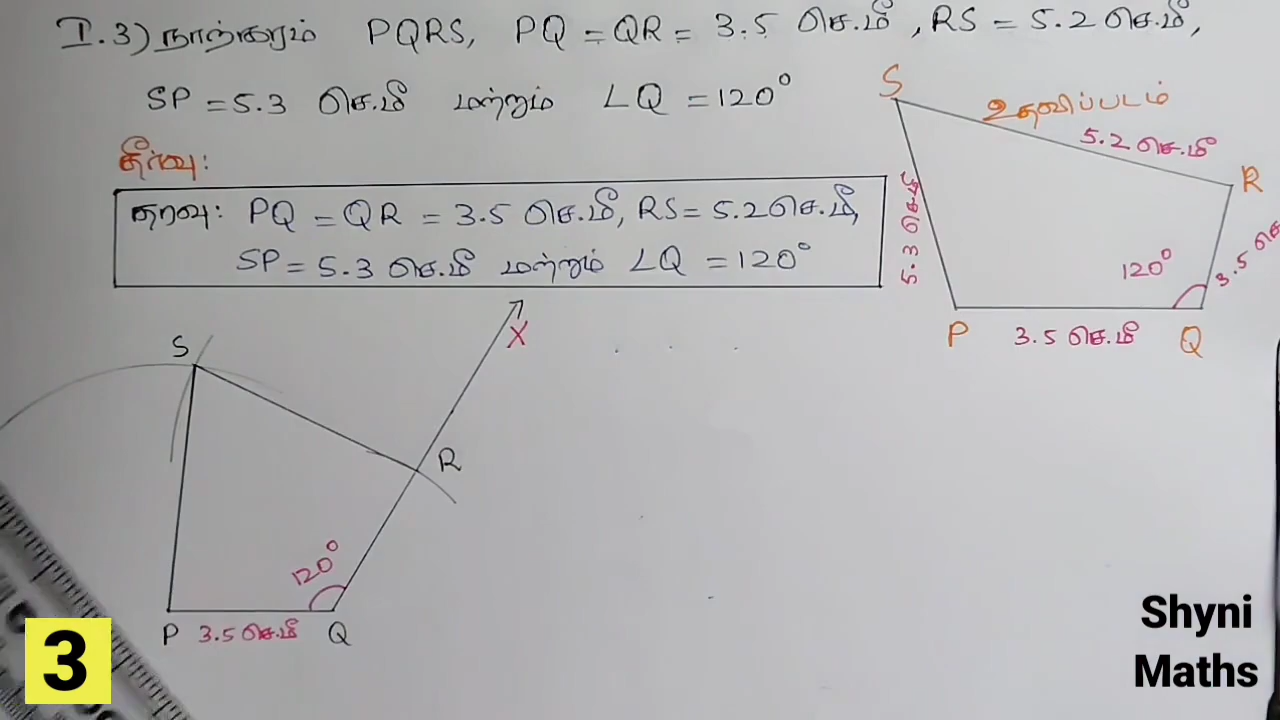 I.3) நாற்கரம் PQRS, PQ = QR = 3.5 செ.மீ, RS = 5.2 செ.மீ,
SP = 5.3 செ.மீ மற்றும் ∠Q = 120°
தீர்வு:
தரவு: PQ = QR = 3.5 செ.மீ, RS = 5.2 செ.மீ,
SP = 5.3 செ.மீ மற்றும் ∠Q = 120°
S
உதவிப்படம்
5.2 செ.மீ
R
5.3 செ.மீ
120°
3.5 செ
P 3.5 செ.மீ Q
X
S
R
120°
P 3.5 செ.மீ Q
3
Shyni
Maths